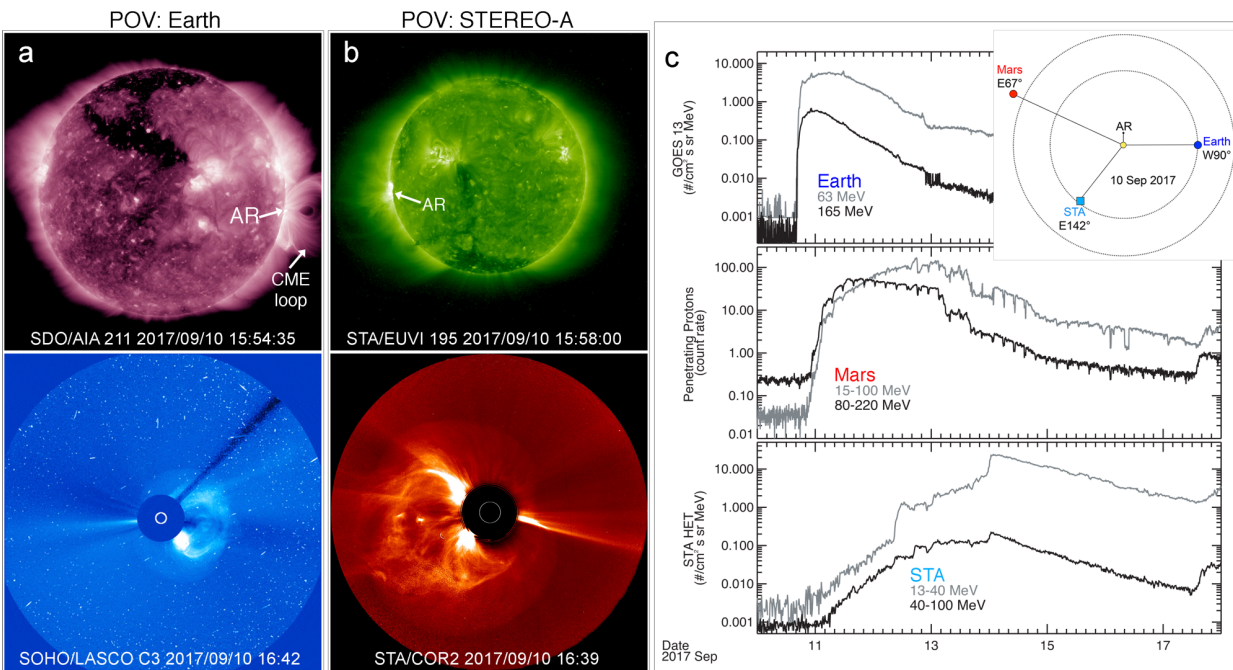 POV: Earth
a
AR
CME
loop
SDO/AIA 211 2017/09/10 15:54:35
SOHO/LASCO C3 2017/09/10 16:42
POV: STEREO-A
b
AR
STA/EUVI 195 2017/09/10 15:58:00
STA/COR2 2017/09/10 16:39
c
GOES 13
(#/cm² s sr MeV)
10.000
1.000
0.100
0.010
0.001
Earth
63 MeV
165 MeV
Mars
E67°
AR
Earth
W90°
10 Sep 2017
STA
E142°
Penetrating Protons
(count rate)
100.00
10.00
1.00
0.10
0.01
Mars
15-100 MeV
80-220 MeV
STA HET
(#/cm² s sr MeV)
10.000
1.000
0.100
0.010
0.001
STA
13-40 MeV
40-100 MeV
Date
2017 Sep
11
13
15
17